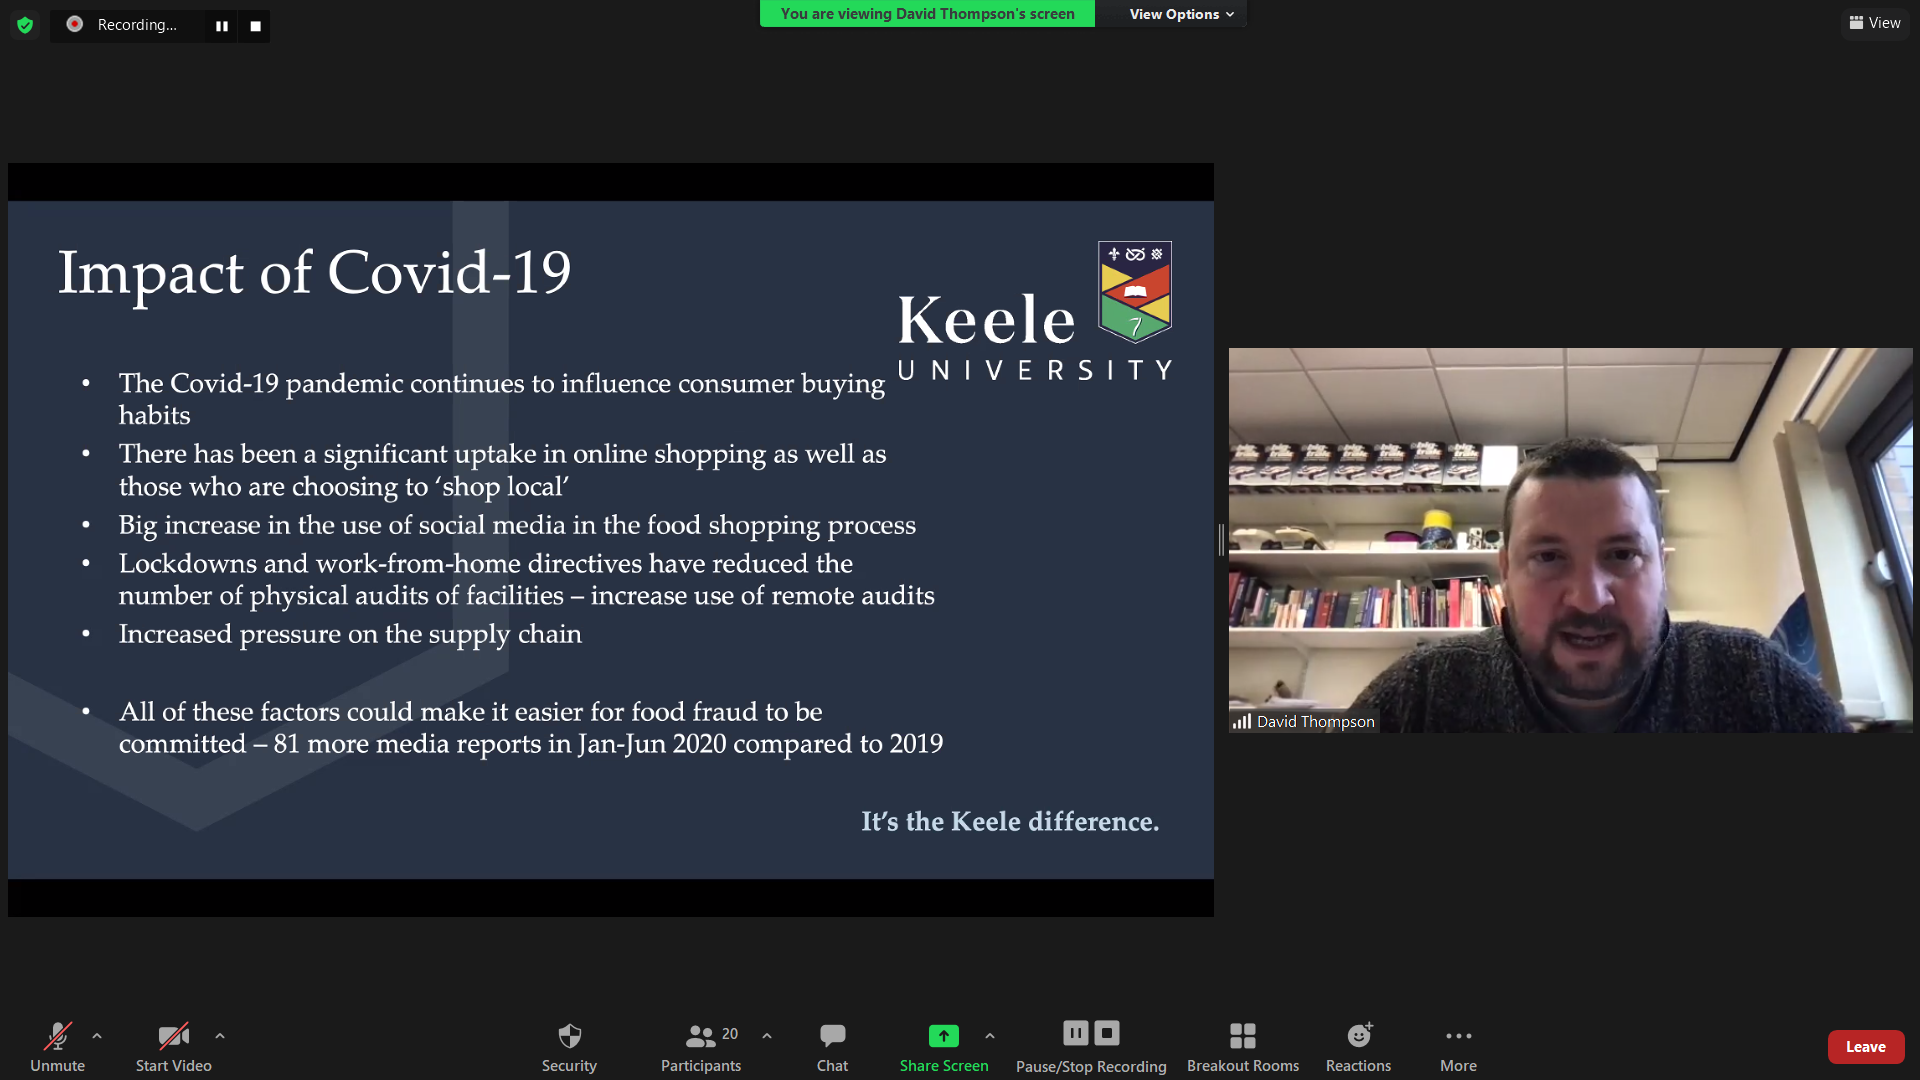 Recording...
You are viewing David Thompson's screen
View Options
View
Impact of Covid-19
Keele
UNIVERSITY
• The Covid-19 pandemic continues to influence consumer buying
habits
• There has been a significant uptake in online shopping as well as
those who are choosing to ‘shop local’
• Big increase in the use of social media in the food shopping process
• Lockdowns and work-from-home directives have reduced the
number of physical audits of facilities – increase use of remote audits
• Increased pressure on the supply chain
• All of these factors could make it easier for food fraud to be
committed – 81 more media reports in Jan-Jun 2020 compared to 2019
It’s the Keele difference.
David Thompson
Unmute
Start Video
Security
Participants
20
Chat
Share Screen
Pause/Stop Recording
Breakout Rooms
Reactions
More
Leave